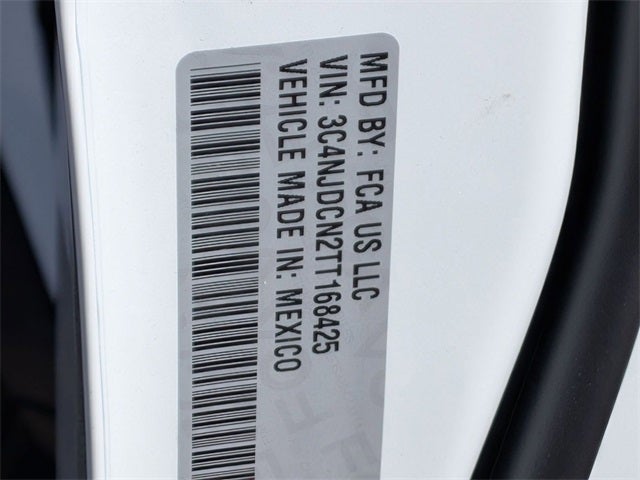 MFD BY: FCA US LLC
VIN: 3C4NJDCN2TT168425
VEHICLE MADE IN: MEXICO